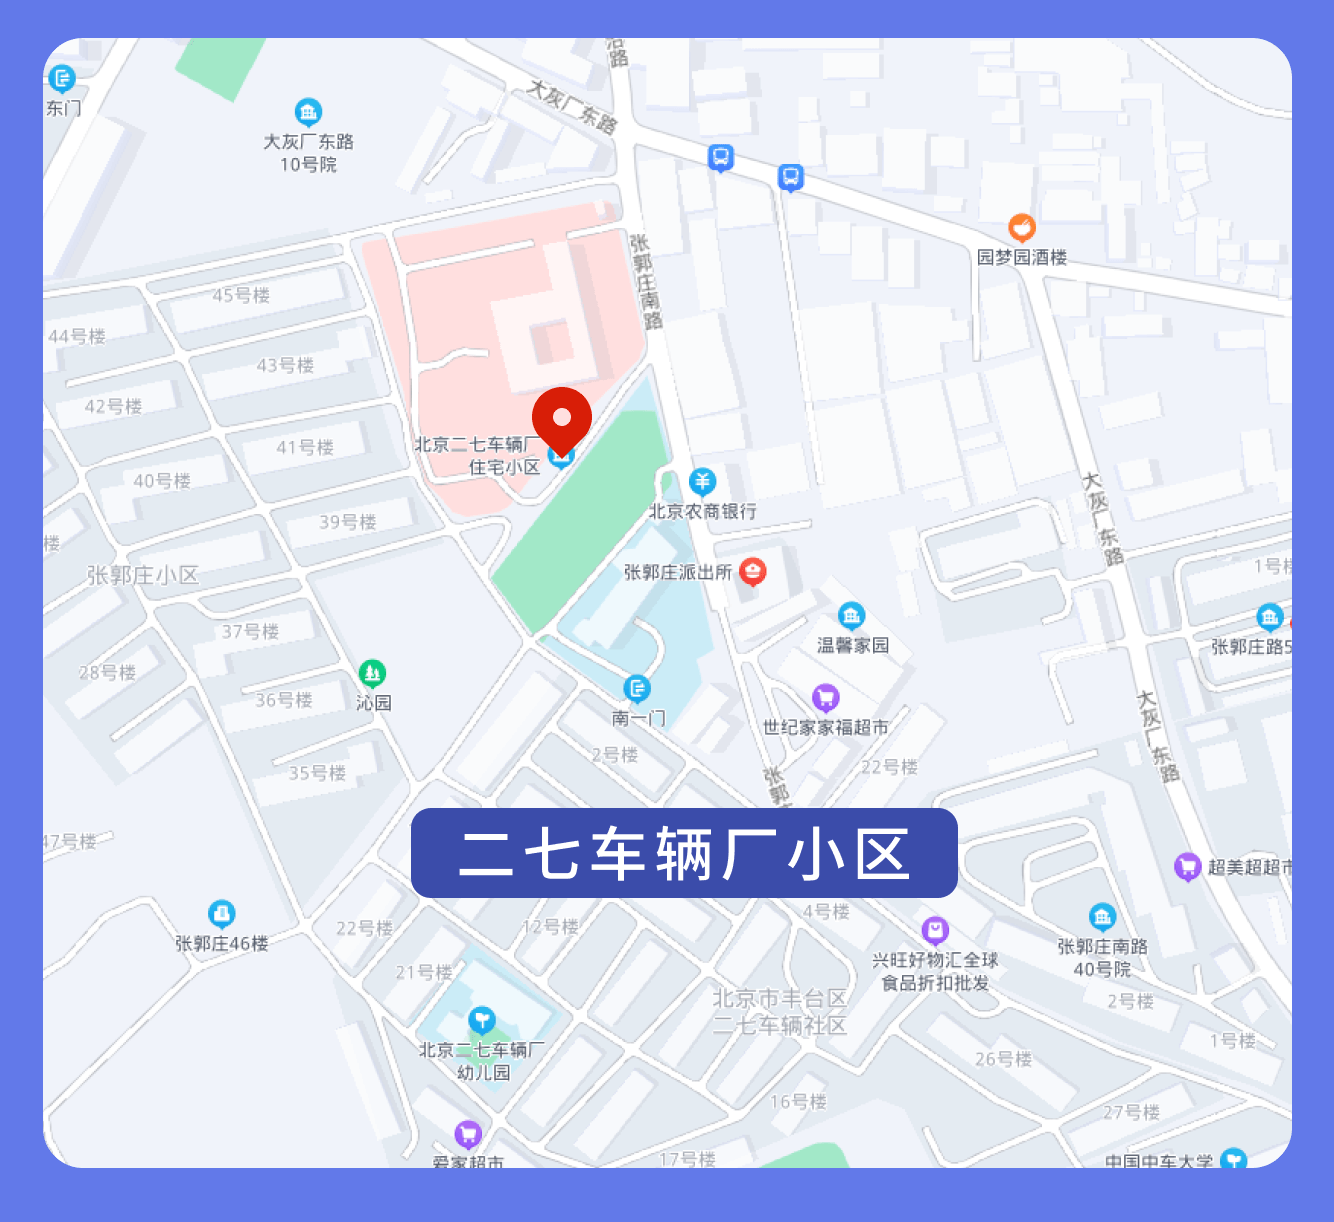 沿路
大灰厂东路
东门
大灰厂东路
10号院
园梦园酒楼
张郭庄南路
45号楼
44号楼
43号楼
42号楼
41号楼
北京二七车辆厂
住宅小区
40号楼
39号楼
北京农商银行
大灰厂东路
楼
张郭庄小区
张郭庄派出所
1号楼
37号楼
温馨家园
张郭庄路5
28号楼
36号楼
沁园
南一门
世纪家家福超市
大灰厂东路
2号楼
22号楼
35号楼
张郭
47号楼
二七车辆厂小区
超美超超市
4号楼
22号楼
12号楼
张郭庄46楼
张郭庄南路
40号院
兴旺好物汇全球
食品折扣批发
21号楼
北京市丰台区
二七车辆社区
2号楼
1号楼
北京二七车辆厂
幼儿园
26号楼
16号楼
27号楼
爱家超市
17号楼
中国中车大学